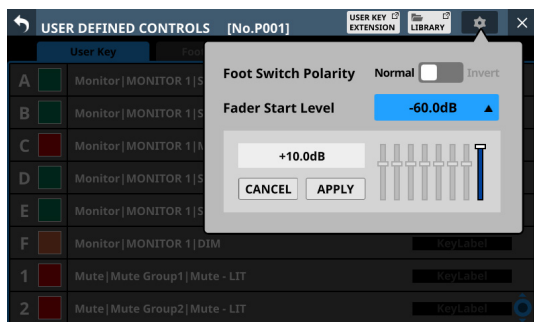 USER DEFINED CONTROLS [No.P001]
USER KEY
EXTENSION
LIBRARY
User Key
Foo
Foot Switch Polarity Normal Invert
Fader Start Level -60.0dB
+10.0dB
CANCEL APPLY
A Monitor|MONITOR 1|S
B Monitor|MONITOR 1|S
C Monitor|MONITOR 1|
D Monitor|MONITOR 1|S
E Monitor|MONITOR 1|S
F Monitor|MONITOR 1|DIM KeyLabel
1 Mute|Mute Group1|Mute - LIT KeyLabel
2 Mute|Mute Group2|Mute - LIT KeyLabel